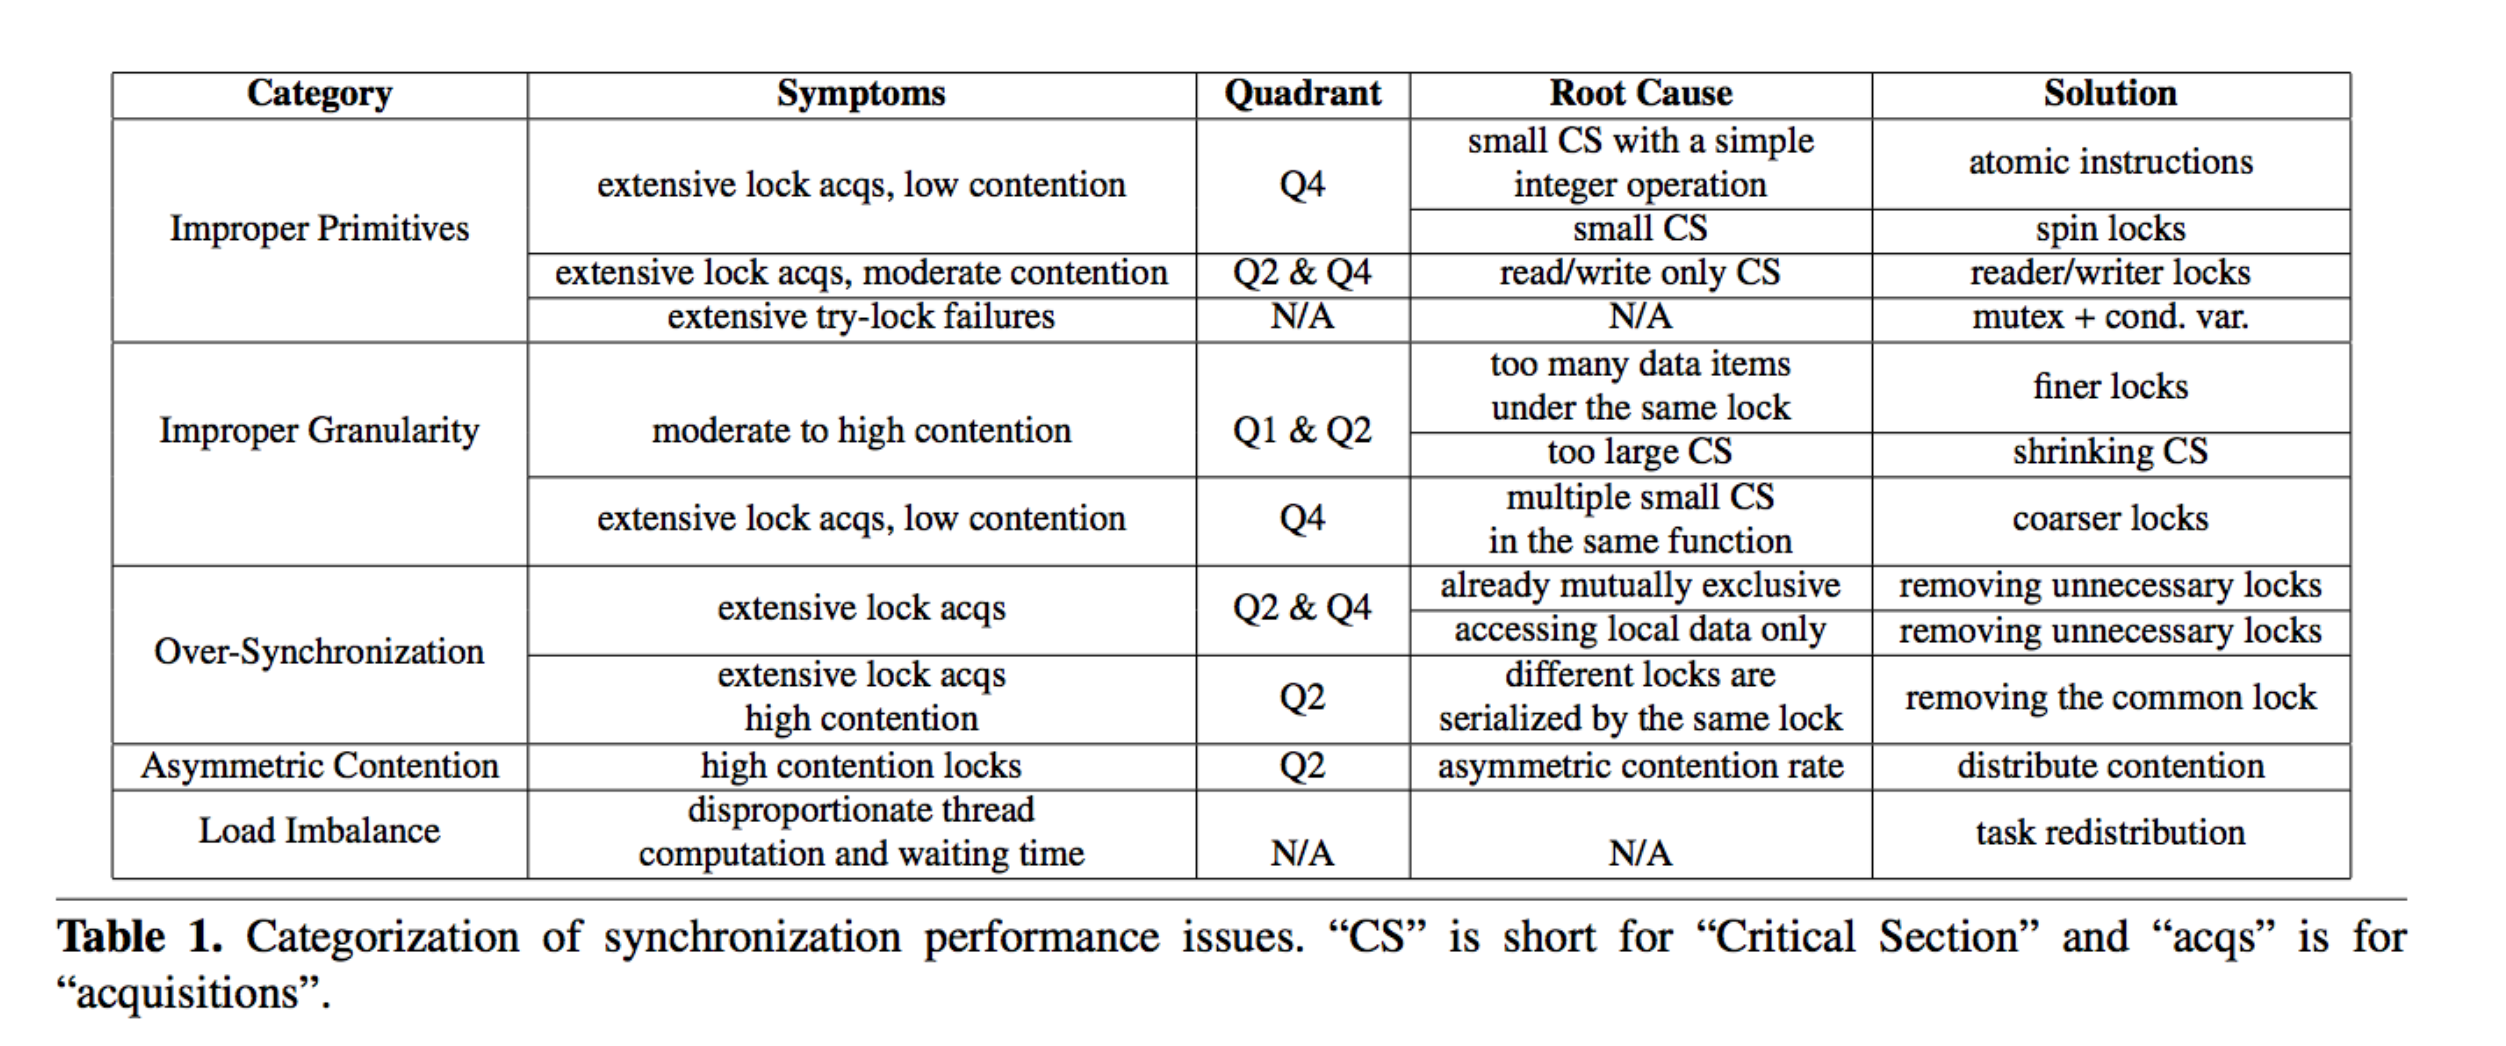 Category Symptoms Quadrant Root Cause Solution
Improper Primitives
extensive lock acqs, low contention
Q4
small CS with a simple
integer operation
atomic instructions
small CS
spin locks
extensive lock acqs, moderate contention
Q2 & Q4
read/write only CS
reader/writer locks
extensive try-lock failures
N/A
N/A
mutex + cond. var.
Improper Granularity
moderate to high contention
Q1 & Q2
too many data items
under the same lock
finer locks
too large CS
shrinking CS
extensive lock acqs, low contention
Q4
multiple small CS
in the same function
coarser locks
Over-Synchronization
extensive lock acqs
Q2 & Q4
already mutually exclusive
removing unnecessary locks
accessing local data only
removing unnecessary locks
extensive lock acqs
high contention
Q2
different locks are
serialized by the same lock
removing the common lock
Asymmetric Contention
high contention locks
Q2
asymmetric contention rate
distribute contention
Load Imbalance
disproportionate thread
computation and waiting time
N/A
N/A
task redistribution
Table 1. Categorization of synchronization performance issues. “CS” is short for “Critical Section” and “acqs” is for
“acquisitions”.